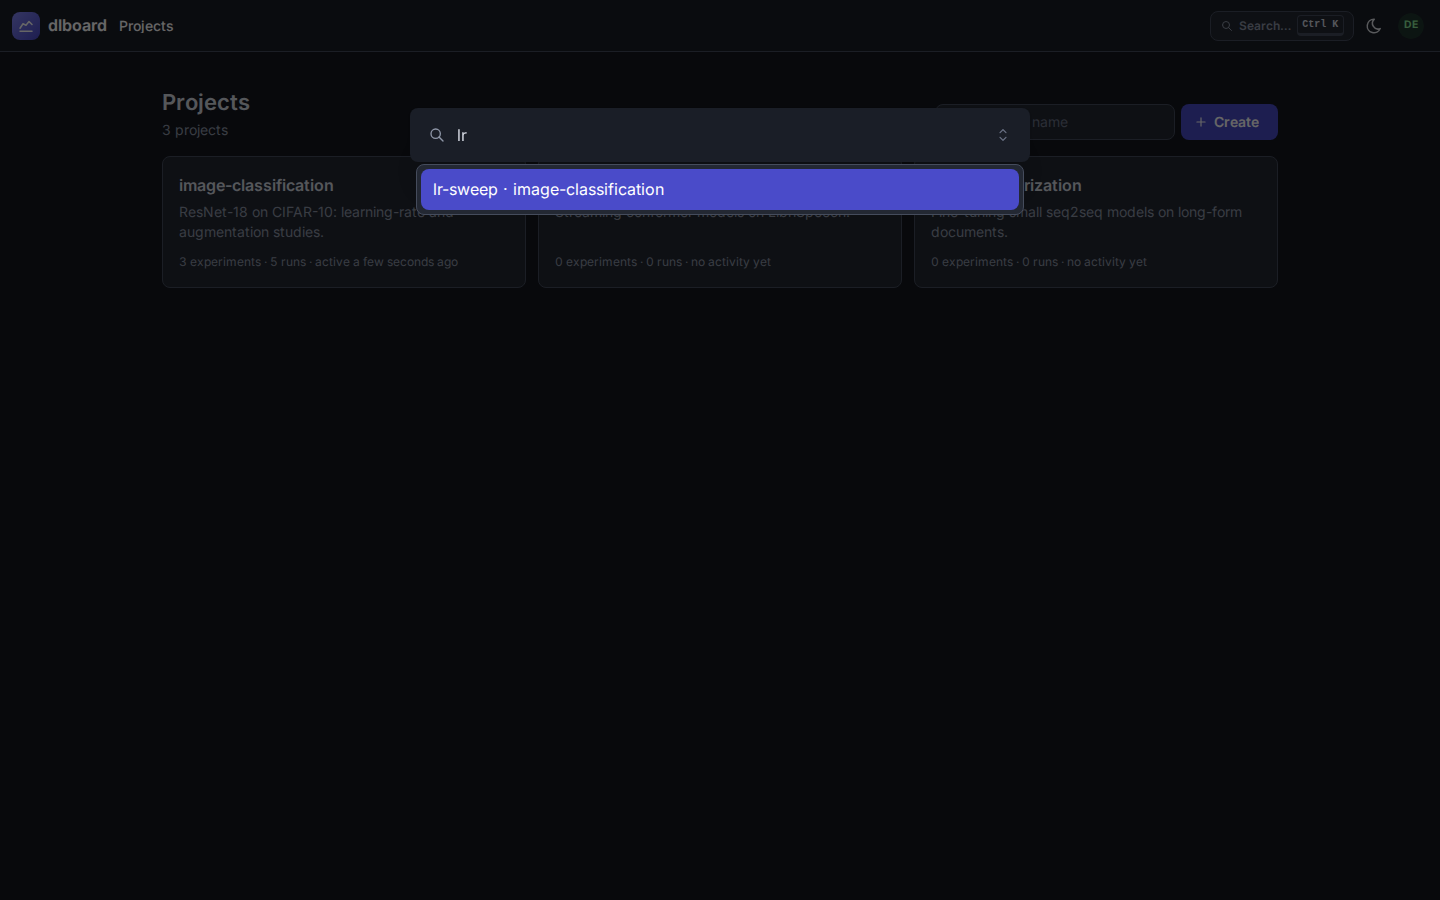 dlboard Projects Search... Ctrl K DE
Projects
3 projects
name
+ Create
lr
lr-sweep · image-classification
image-classification
ResNet-18 on CIFAR-10: learning-rate and
augmentation studies.
3 experiments · 5 runs · active a few seconds ago
0 experiments · 0 runs · no activity yet
rization
small seq2seq models on long-form
documents.
0 experiments · 0 runs · no activity yet